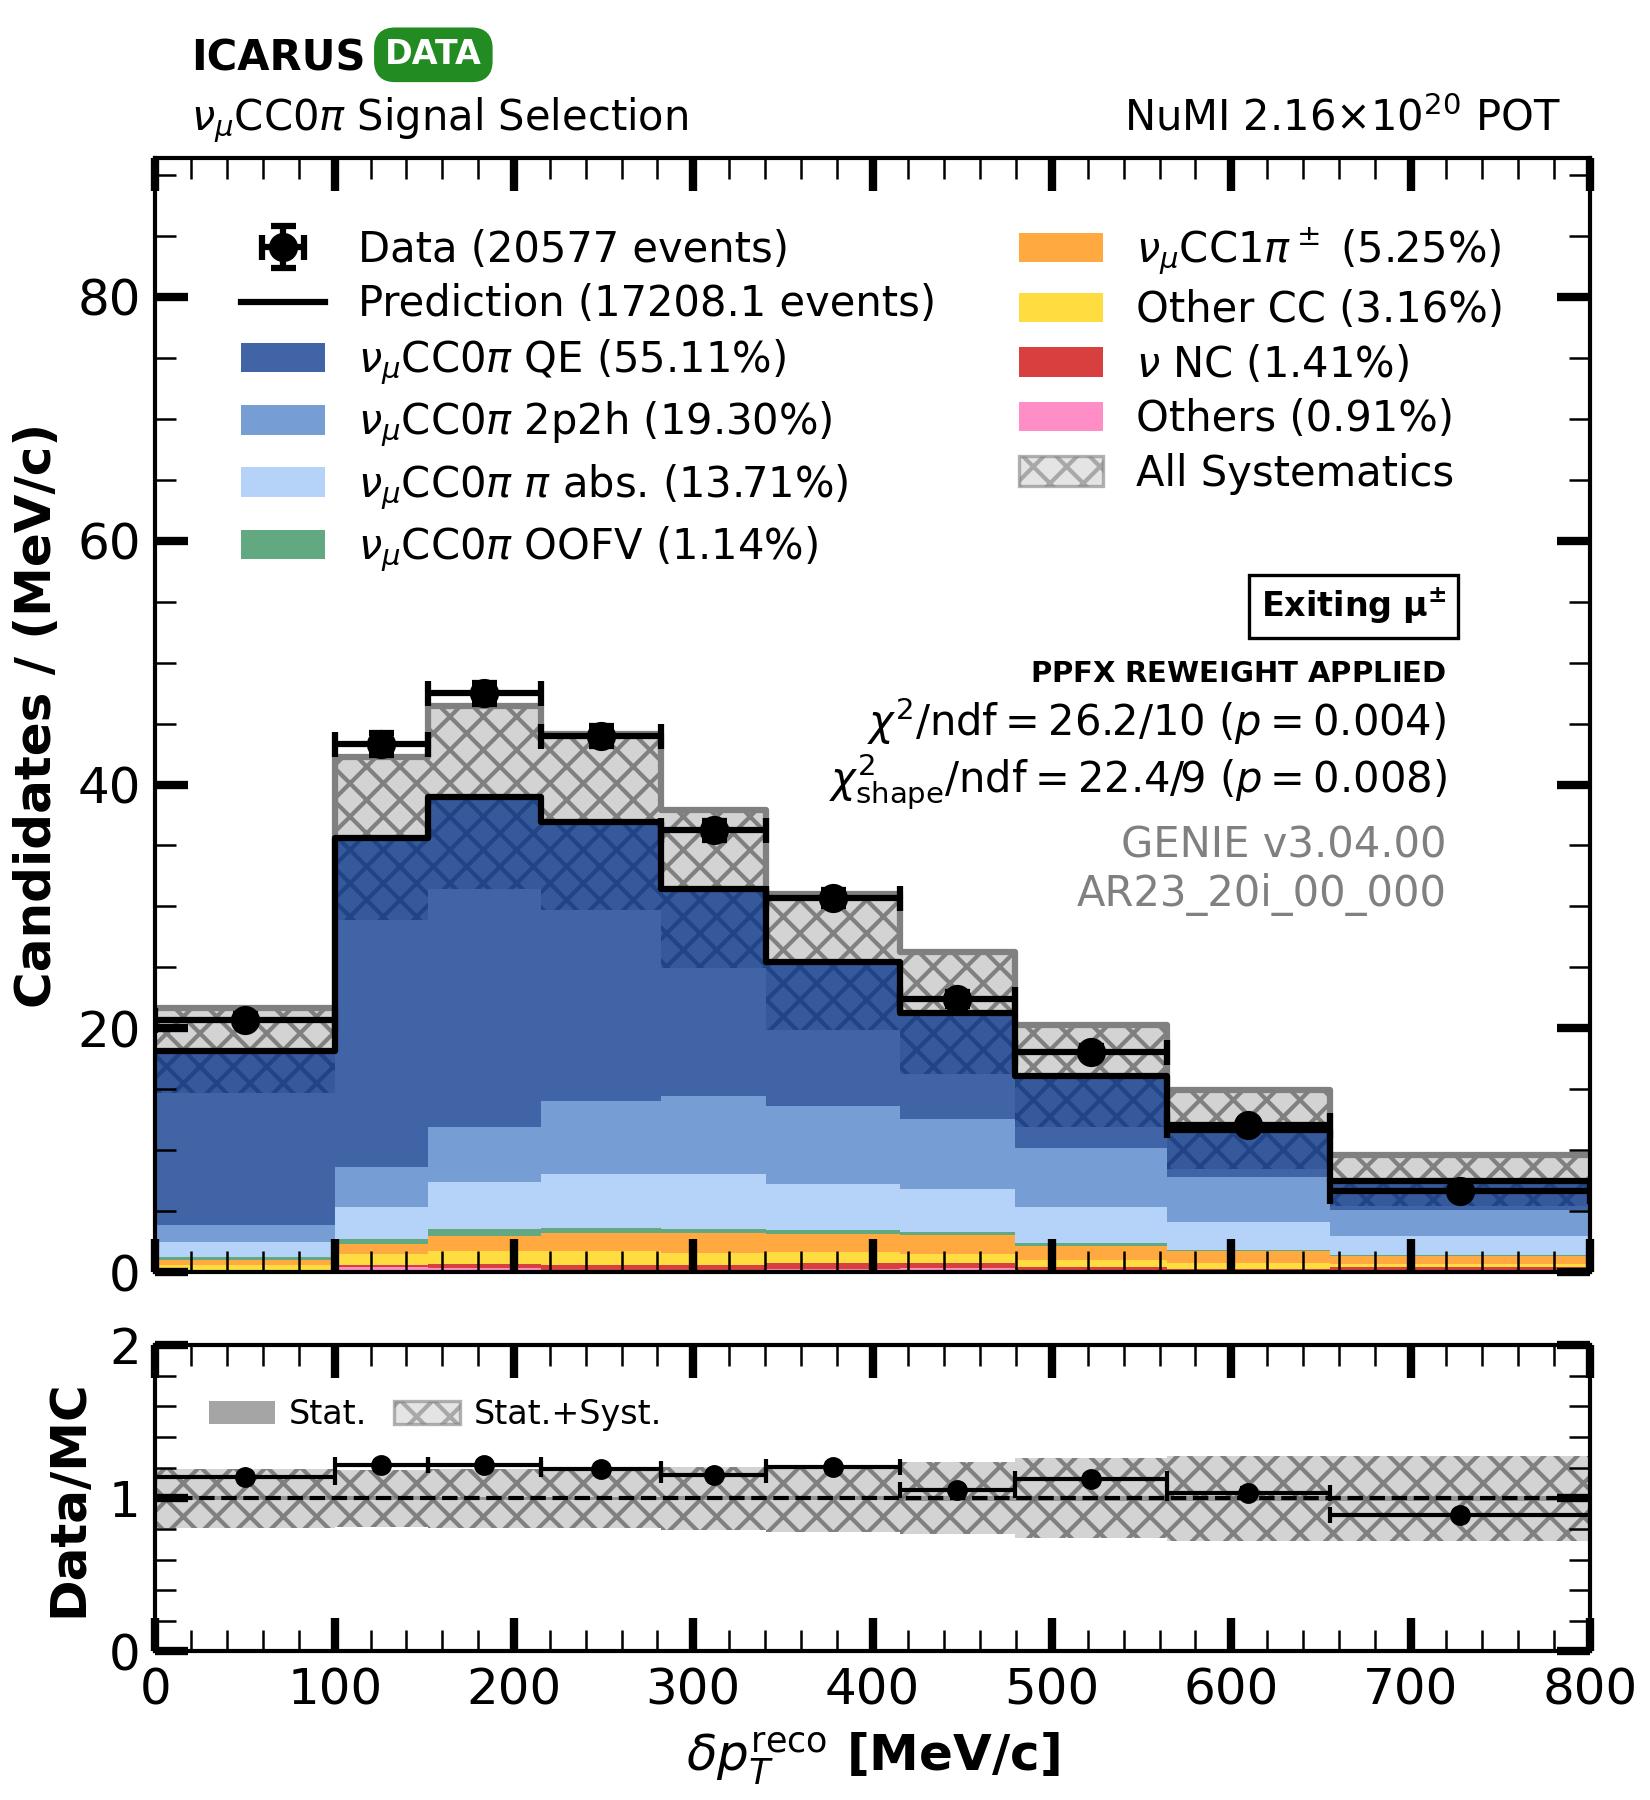 ICARUS DATA
νμCC0π Signal Selection NuMI 2.16×10²⁰ POT
Data (20577 events)
Prediction (17208.1 events)
νμCC0π QE (55.11%)
νμCC0π 2p2h (19.30%)
νμCC0π π abs. (13.71%)
νμCC0π OOFV (1.14%)
νμCC1π± (5.25%)
Other CC (3.16%)
ν NC (1.41%)
Others (0.91%)
All Systematics
Exiting μ±
PPFX REWEIGHT APPLIED
χ²/ndf = 26.2/10 (p = 0.004)
χ²shape/ndf = 22.4/9 (p = 0.008)
GENIE v3.04.00
AR23_20i_00_000
Candidates / (MeV/c)
80
60
40
20
0
Stat. Stat.+Syst.
Data/MC
2
1
0
0 100 200 300 400 500 600 700 800
δpT^reco [MeV/c]